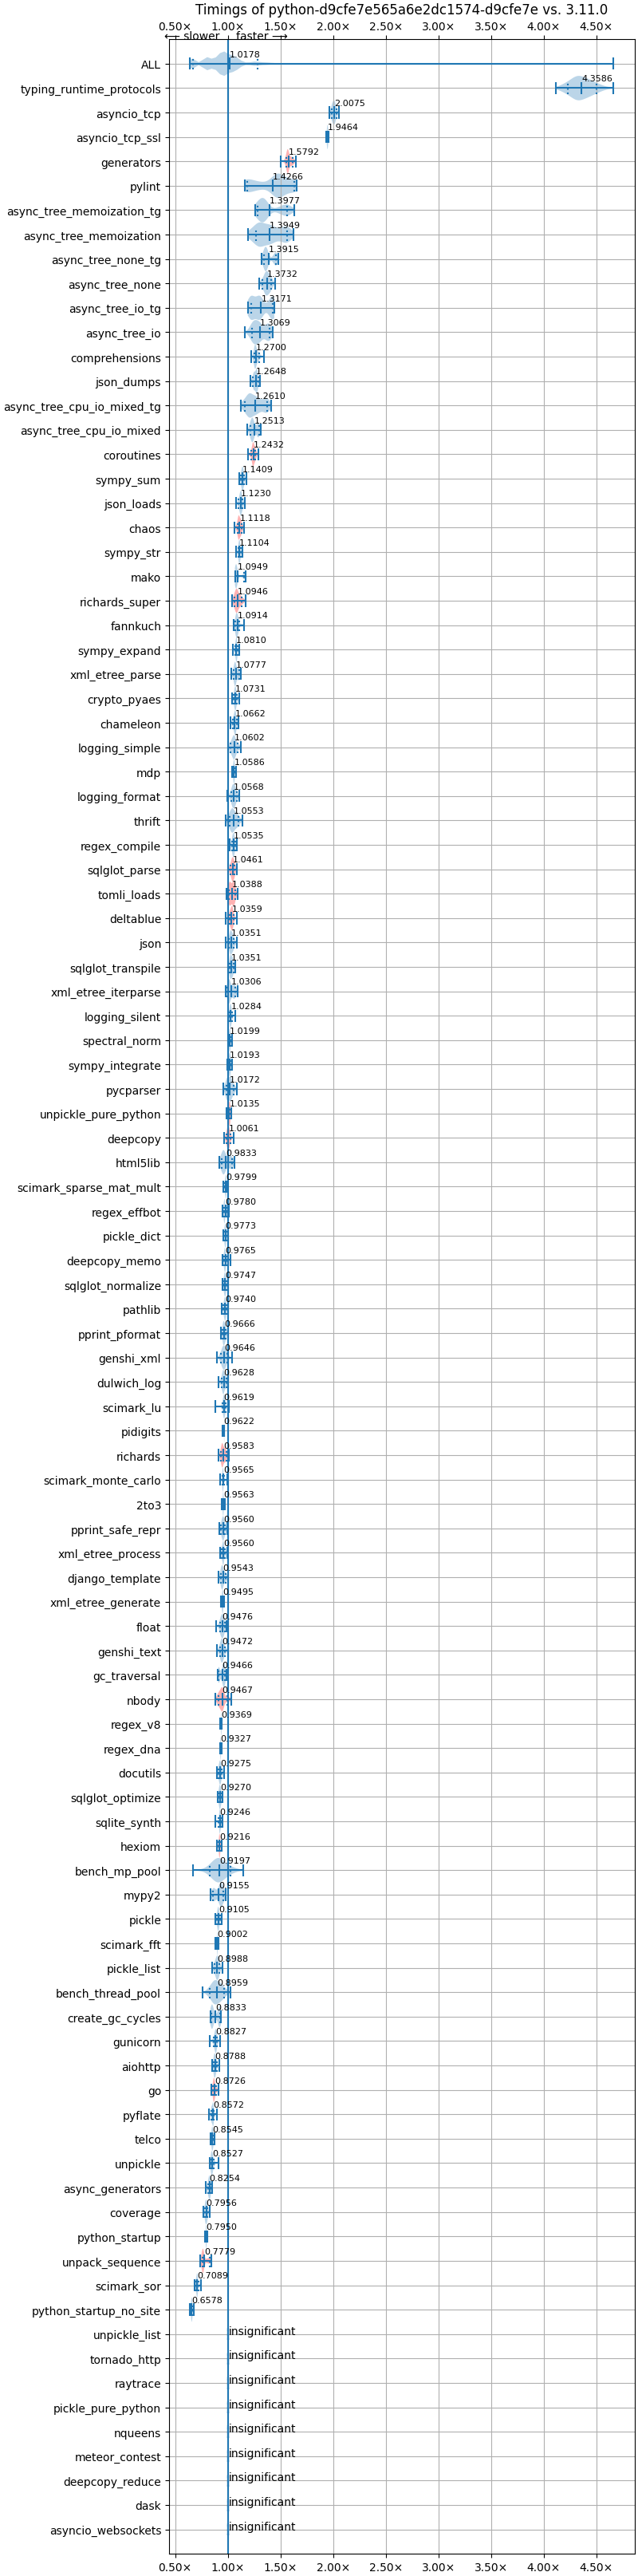 Timings of python-d9cfe7e565a6e2dc1574-d9cfe7e vs. 3.11.0
0.50× 1.00× 1.50× 2.00× 2.50× 3.00× 3.50× 4.00× 4.50×
← slower faster →
ALL 1.0178
typing_runtime_protocols 4.3586
asyncio_tcp 2.0075
asyncio_tcp_ssl 1.9464
generators 1.5792
pylint 1.4266
async_tree_memoization_tg 1.3977
async_tree_memoization 1.3949
async_tree_none_tg 1.3915
async_tree_none 1.3732
async_tree_io_tg 1.3171
async_tree_io 1.3069
comprehensions 1.2700
json_dumps 1.2648
async_tree_cpu_io_mixed_tg 1.2610
async_tree_cpu_io_mixed 1.2513
coroutines 1.2432
sympy_sum 1.1409
json_loads 1.1230
chaos 1.1118
sympy_str 1.1104
mako 1.0949
richards_super 1.0946
fannkuch 1.0914
sympy_expand 1.0810
xml_etree_parse 1.0777
crypto_pyaes 1.0731
chameleon 1.0662
logging_simple 1.0602
mdp 1.0586
logging_format 1.0568
thrift 1.0553
regex_compile 1.0535
sqlglot_parse 1.0461
tomli_loads 1.0388
deltablue 1.0359
json 1.0351
sqlglot_transpile 1.0351
xml_etree_iterparse 1.0306
logging_silent 1.0284
spectral_norm 1.0199
sympy_integrate 1.0193
pycparser 1.0172
unpickle_pure_python 1.0135
deepcopy 1.0061
html5lib 0.9833
scimark_sparse_mat_mult 0.9799
regex_effbot 0.9780
pickle_dict 0.9773
deepcopy_memo 0.9765
sqlglot_normalize 0.9747
pathlib 0.9740
pprint_pformat 0.9666
genshi_xml 0.9646
dulwich_log 0.9628
scimark_lu 0.9619
pidigits 0.9622
richards 0.9583
scimark_monte_carlo 0.9565
2to3 0.9563
pprint_safe_repr 0.9560
xml_etree_process 0.9560
django_template 0.9543
xml_etree_generate 0.9495
float 0.9476
genshi_text 0.9472
gc_traversal 0.9466
nbody 0.9467
regex_v8 0.9369
regex_dna 0.9327
docutils 0.9275
sqlglot_optimize 0.9270
sqlite_synth 0.9246
hexiom 0.9216
bench_mp_pool 0.9197
mypy2 0.9155
pickle 0.9105
scimark_fft 0.9002
pickle_list 0.8988
bench_thread_pool 0.8959
create_gc_cycles 0.8833
gunicorn 0.8827
aiohttp 0.8788
go 0.8726
pyflate 0.8572
telco 0.8545
unpickle 0.8527
async_generators 0.8254
coverage 0.7956
python_startup 0.7950
unpack_sequence 0.7779
scimark_sor 0.7089
python_startup_no_site 0.6578
unpickle_list insignificant
tornado_http insignificant
raytrace insignificant
pickle_pure_python insignificant
nqueens insignificant
meteor_contest insignificant
deepcopy_reduce insignificant
dask insignificant
asyncio_websockets insignificant
0.50× 1.00× 1.50× 2.00× 2.50× 3.00× 3.50× 4.00× 4.50×